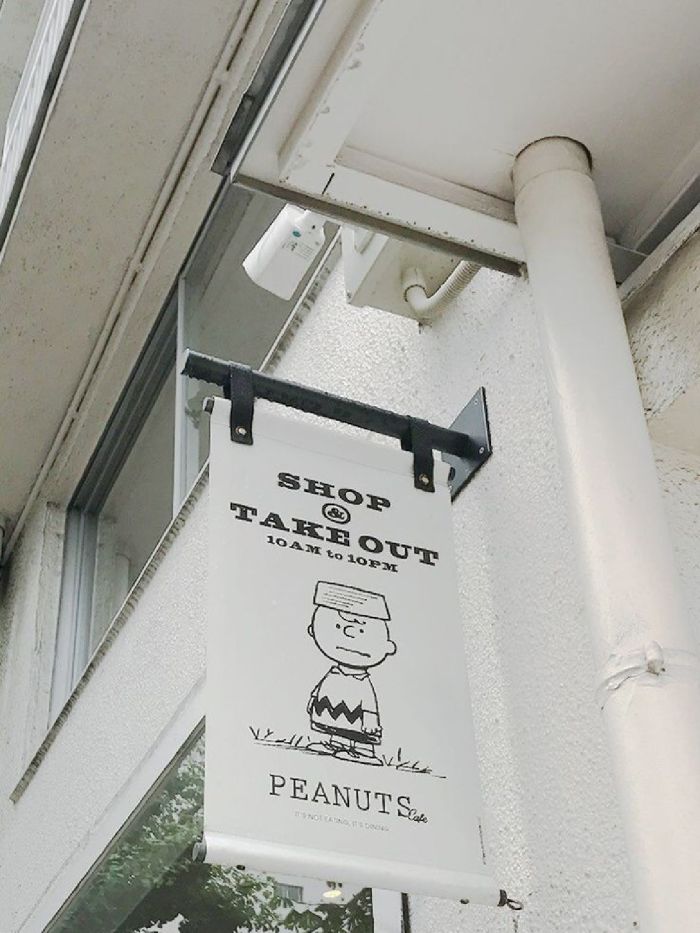 SHOP
&
TAKE OUT
10AM to 10PM
PEANUTS Cafe
IT'S NOT EATING, IT'S DINING